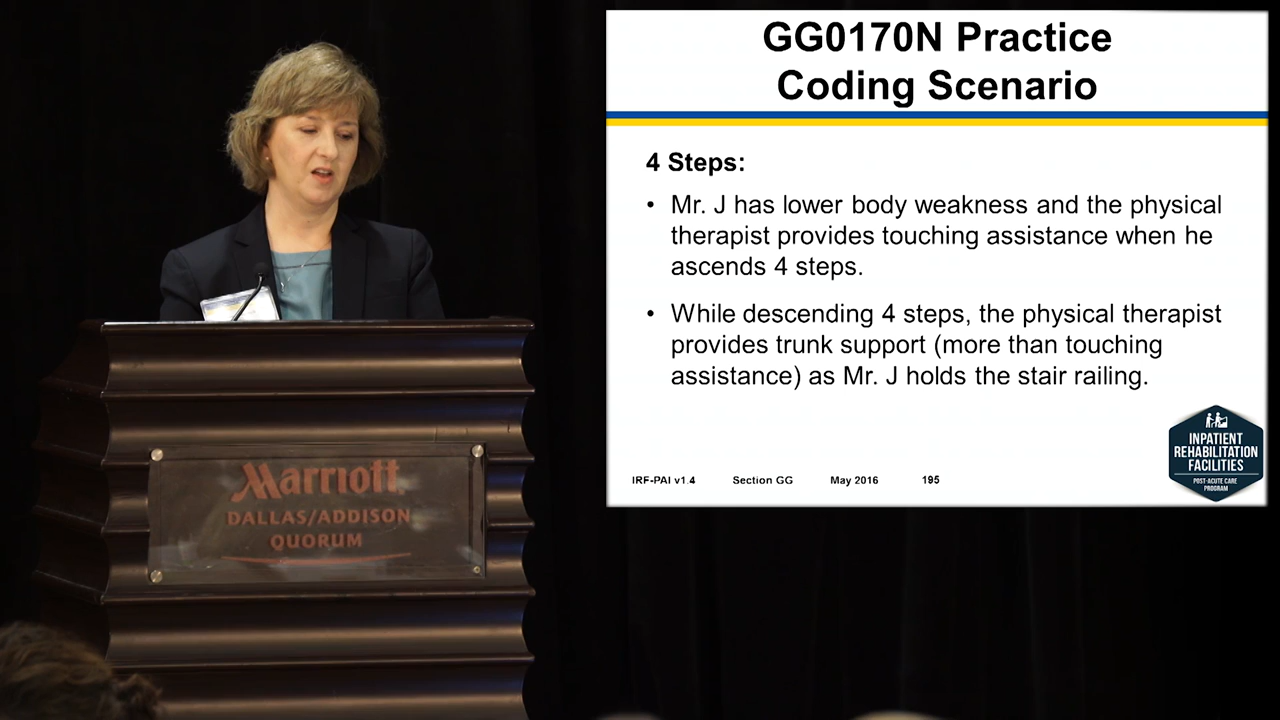 GG0170N Practice
Coding Scenario
4 Steps:
• Mr. J has lower body weakness and the physical
therapist provides touching assistance when he
ascends 4 steps.
• While descending 4 steps, the physical therapist
provides trunk support (more than touching
assistance) as Mr. J holds the stair railing.
IRF-PAI v1.4 Section GG May 2016 195
INPATIENT
REHABILITATION
FACILITIES
POST-ACUTE CARE
PROGRAM
Marriott
DALLAS/ADDISON
QUORUM